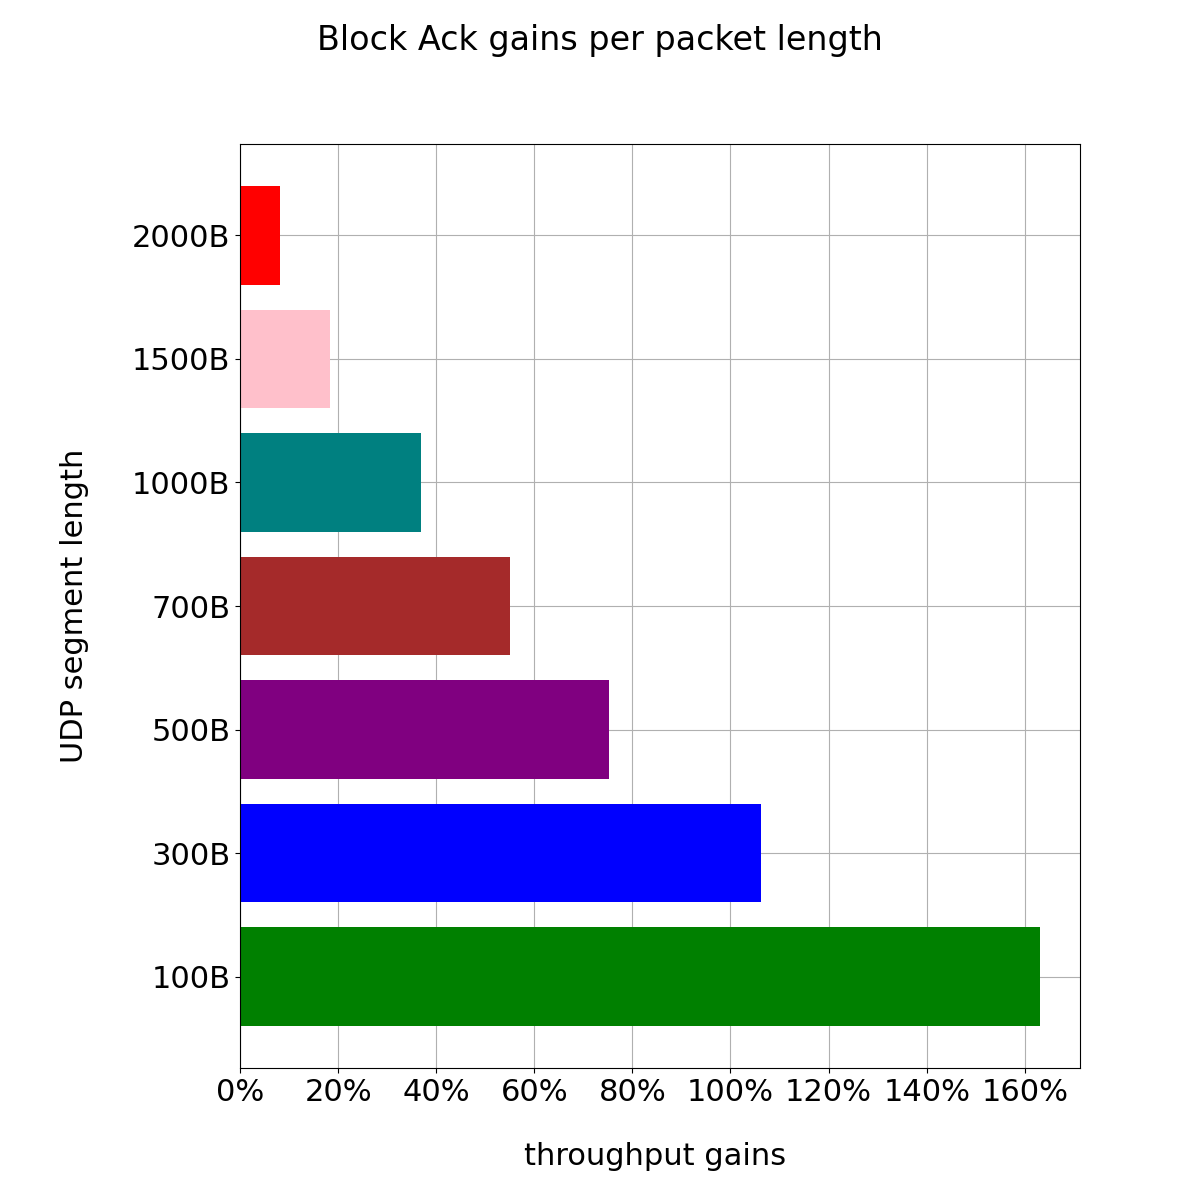 Block Ack gains per packet length
2000B
1500B
1000B
700B
500B
300B
100B
UDP segment length
0% 20% 40% 60% 80% 100% 120% 140% 160%
throughput gains